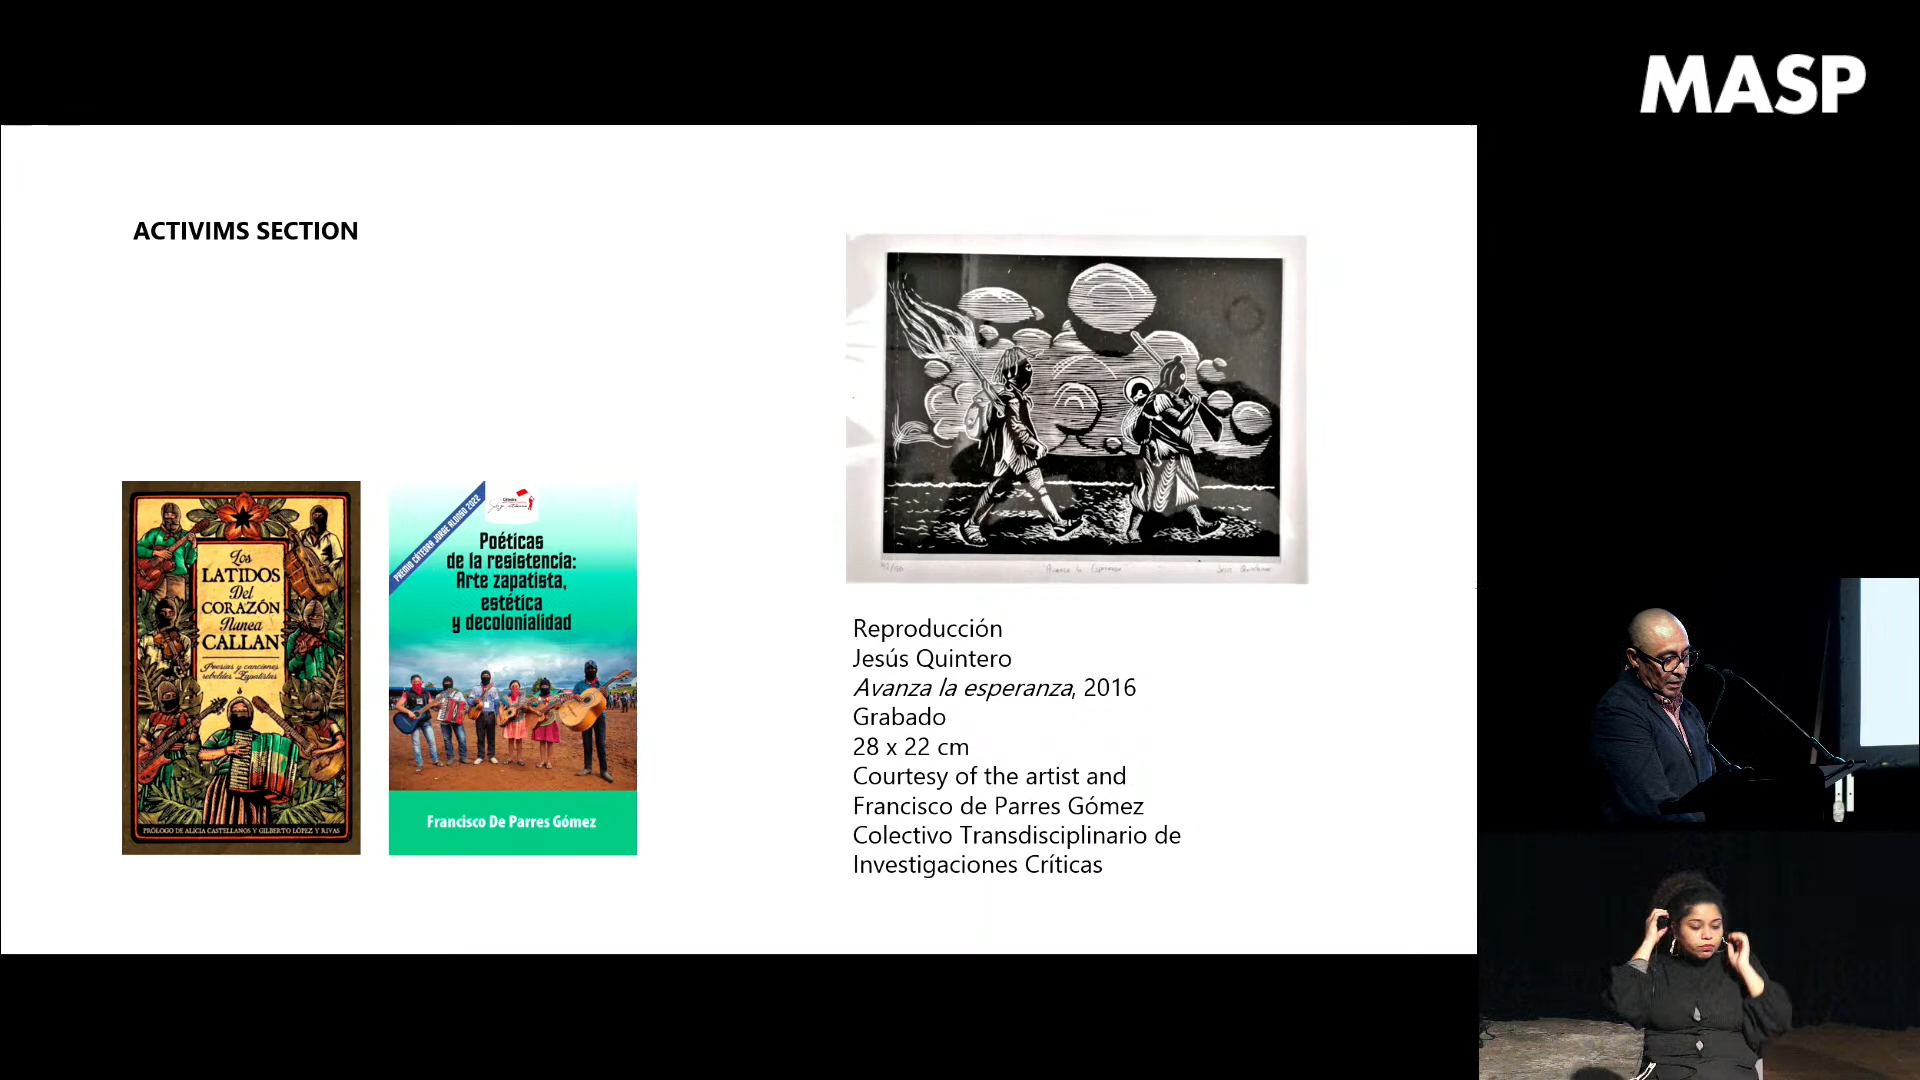 MASP
ACTIVIMS SECTION
Los
LATIDOS
Del
CORAZÓN
Nunca
CALLAN
Poesías y canciones
rebeldes Zapatistas
PRÓLOGO DE ALICIA CASTELLANOS Y GILBERTO LÓPEZ Y RIVAS
PREMIO CÁTEDRA JORGE ALONSO 2022
Poéticas
de la resistencia:
Arte zapatista,
estética
y decolonialidad
Francisco De Parres Gómez
"Avanza la Esperanza"
Reproducción
Jesús Quintero
Avanza la esperanza, 2016
Grabado
28 x 22 cm
Courtesy of the artist and
Francisco de Parres Gómez
Colectivo Transdisciplinario de
Investigaciones Críticas